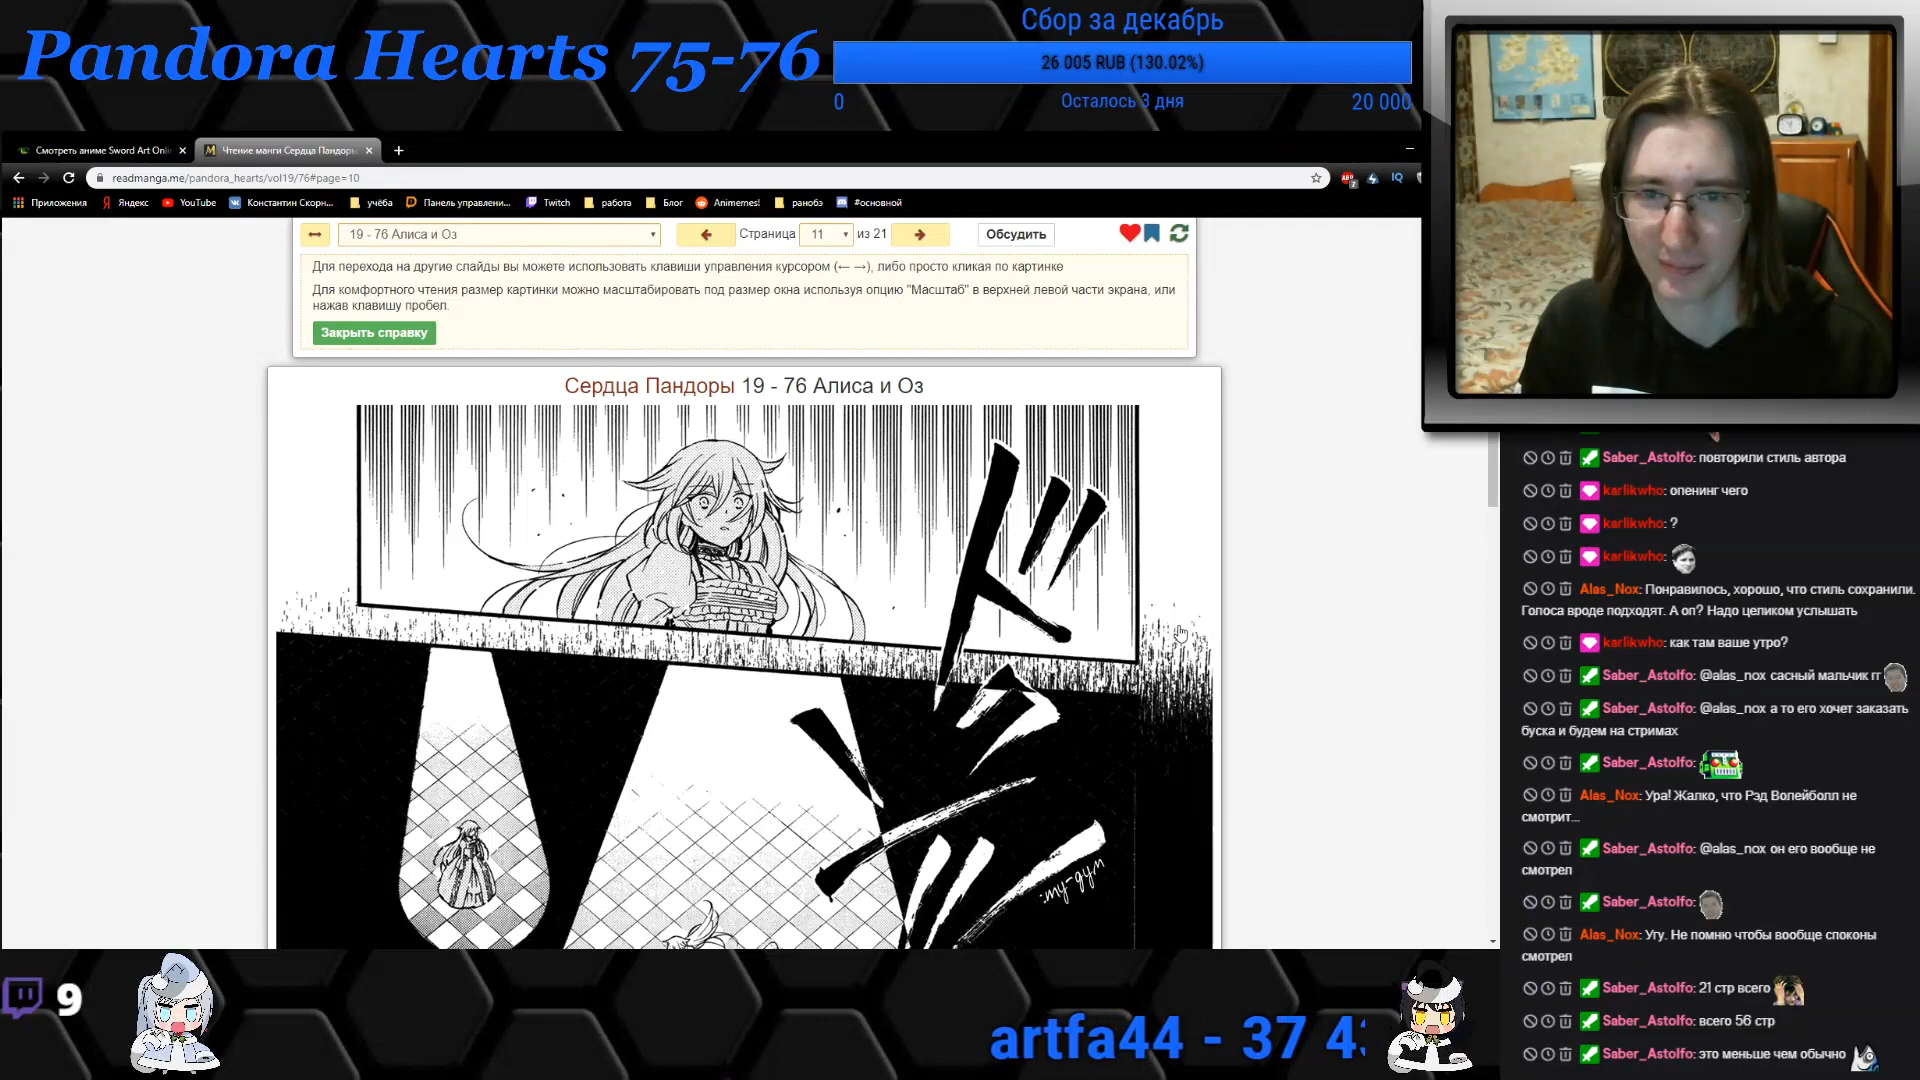 Pandora Hearts 75-76
Сбор за декабрь
26 005 RUB (130.02%)
0
Осталось 3 дня
20 000
Смотреть аниме Sword Art Onli
Чтение манги Сердца Пандоры
readmanga.me/pandora_hearts/vol19/76#page=10
ABP
IQ
Приложения
Яндекс
YouTube
Константин Скорн...
учёба
Панель управлени...
Twitch
работа
Блог
Animemes!
ранобэ
#основной
19 - 76 Алиса и Оз
Страница
11
из 21
Обсудить
Для перехода на другие слайды вы можете использовать клавиши управления курсором (← →), либо просто кликая по картинке
Для комфортного чтения размер картинки можно масштабировать под размер окна используя опцию "Масштаб" в верхней левой части экрана, или
нажав клавишу пробел.
Закрыть справку
Сердца Пандоры 19 - 76 Алиса и Оз
Saber_Astolfo: повторили стиль автора
karlikwho: опенинг чего
karlikwho: ?
karlikwho:
Alas_Nox: Понравилось, хорошо, что стиль сохранили.
Голоса вроде подходят. А оп? Надо целиком услышать
karlikwho: как там ваше утро?
Saber_Astolfo: @alas_nox сасный мальчик гг
Saber_Astolfo: @alas_nox а то его хочет заказать
буска и будем на стримах
Saber_Astolfo:
Alas_Nox: Ура! Жалко, что Рэд Волейболл не
смотрит...
Saber_Astolfo: @alas_nox он его вообще не
смотрел
Saber_Astolfo:
Alas_Nox: Угу. Не помню чтобы вообще споконы
смотрел
Saber_Astolfo: 21 стр всего
Saber_Astolfo: всего 56 стр
Saber_Astolfo: это меньше чем обычно
9
artfa44 - 37 4